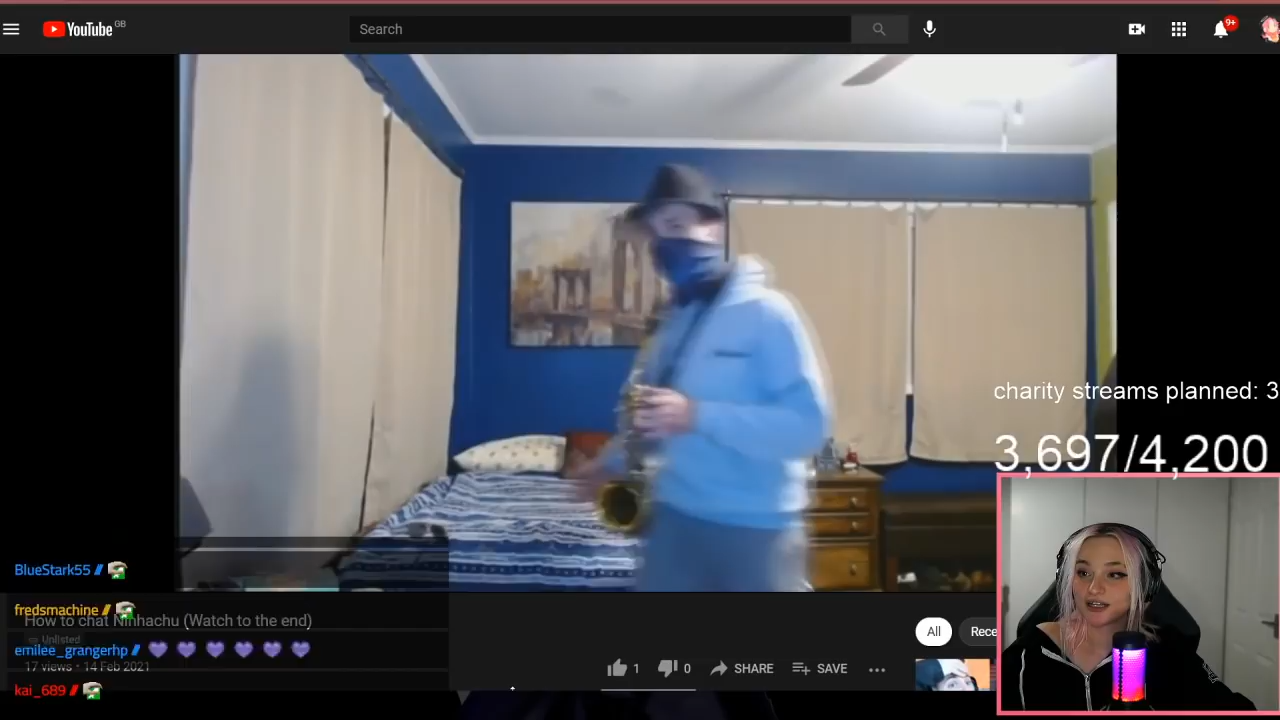 YouTube GB
Search
9+
charity streams planned: 3
3,697/4,200
BlueStark55
fredsmachine
How to chat Ninhachu (Watch to the end)
Unlisted
emilee_grangerhp
17 views • 14 Feb 2021
kai_689
1
0
SHARE
SAVE
All
Rece